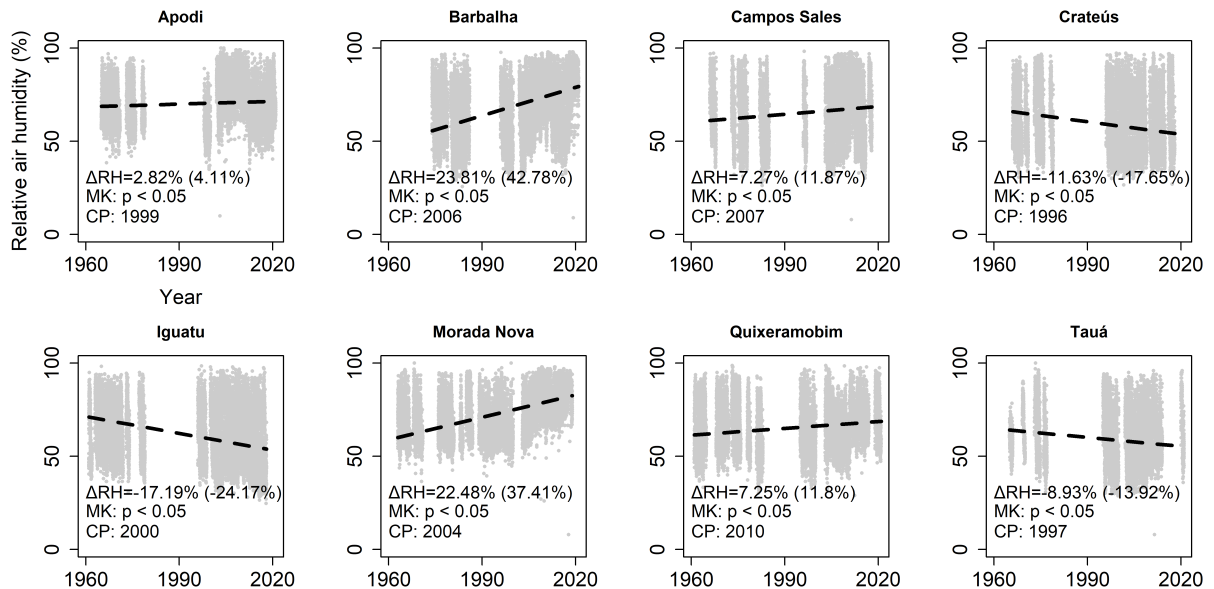 Apodi
Relative air humidity (%)
100
50
0
ΔRH=2.82% (4.11%)
MK: p < 0.05
CP: 1999
1960 1990 2020
Year
Barbalha
100
50
0
ΔRH=23.81% (42.78%)
MK: p < 0.05
CP: 2006
1960 1990 2020
Campos Sales
100
50
0
ΔRH=7.27% (11.87%)
MK: p < 0.05
CP: 2007
1960 1990 2020
Crateús
100
50
0
ΔRH=-11.63% (-17.65%)
MK: p < 0.05
CP: 1996
1960 1990 2020
Iguatu
100
50
0
ΔRH=-17.19% (-24.17%)
MK: p < 0.05
CP: 2000
1960 1990 2020
Morada Nova
100
50
0
ΔRH=22.48% (37.41%)
MK: p < 0.05
CP: 2004
1960 1990 2020
Quixeramobim
100
50
0
ΔRH=7.25% (11.8%)
MK: p < 0.05
CP: 2010
1960 1990 2020
Tauá
100
50
0
ΔRH=-8.93% (-13.92%)
MK: p < 0.05
CP: 1997
1960 1990 2020